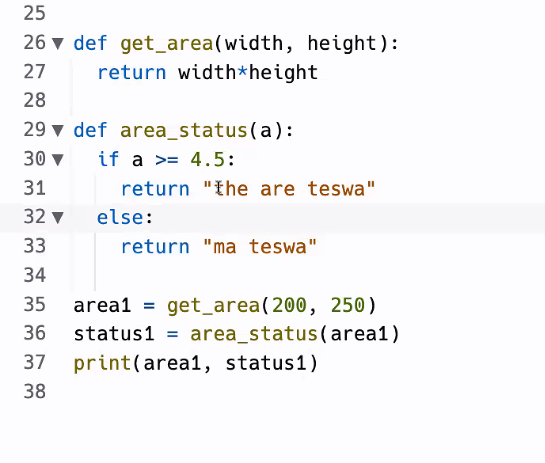 25
26 def get_area(width, height):
27   return width*height
28
29 def area_status(a):
30   if a >= 4.5:
31     return "the are teswa"
32   else:
33     return "ma teswa"
34
35 area1 = get_area(200, 250)
36 status1 = area_status(area1)
37 print(area1, status1)
38